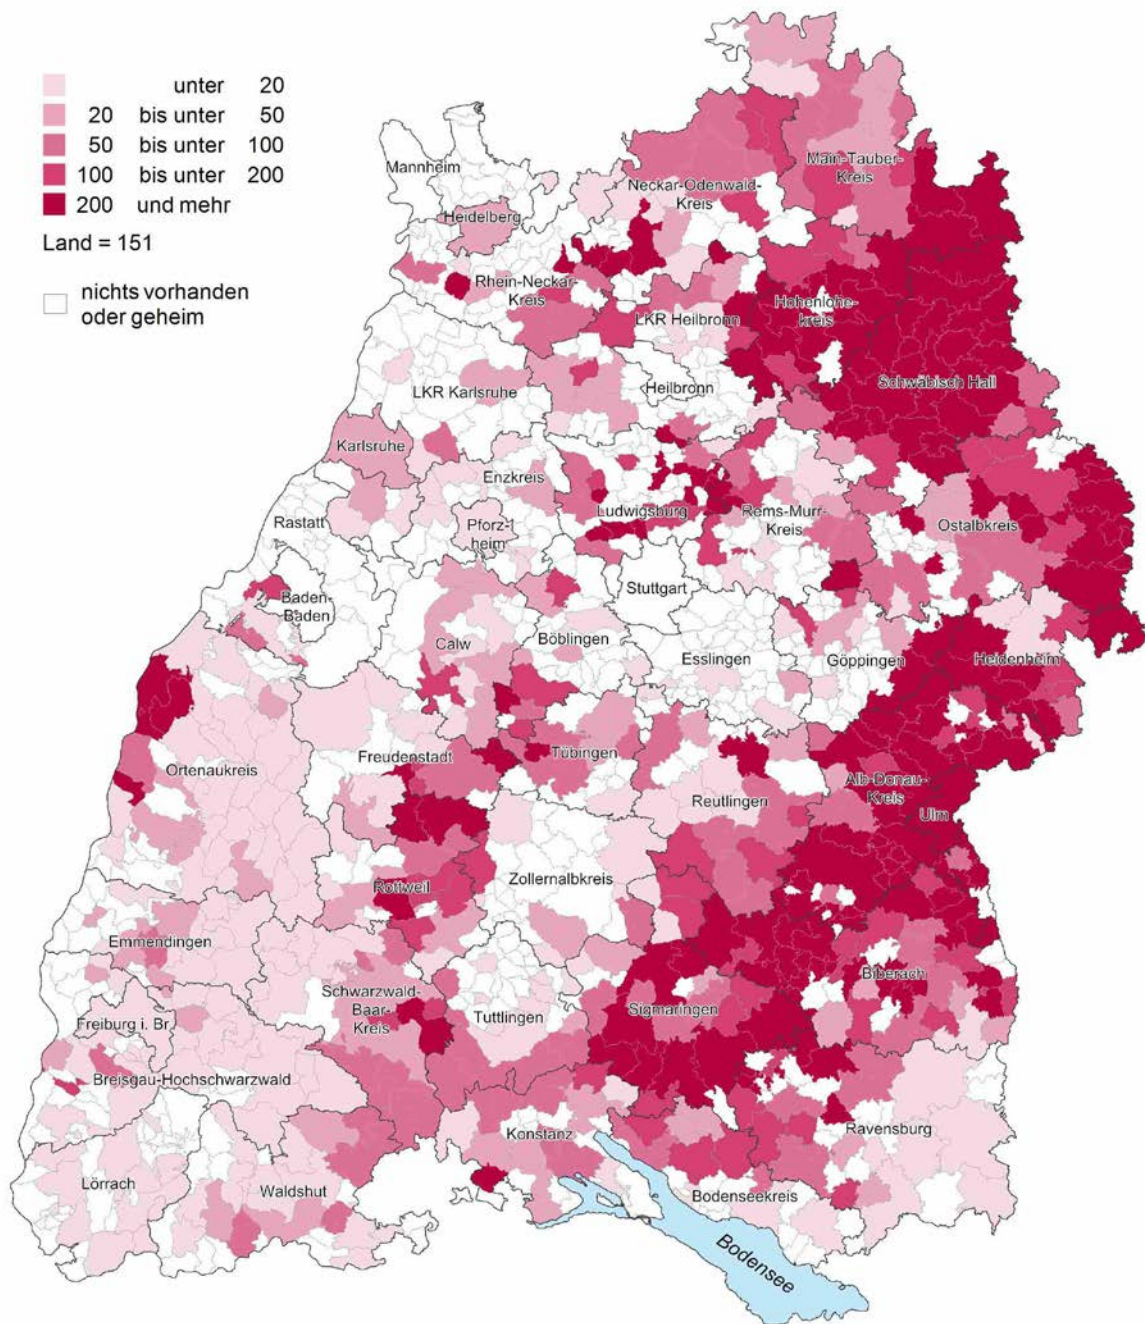 unter 20
20 bis unter 50
50 bis unter 100
100 bis unter 200
200 und mehr
Land = 151
nichts vorhanden
oder geheim
Mannheim
Heidelberg
Rhein-Neckar-
Kreis
Neckar-Odenwald-
Kreis
Main-Tauber-
Kreis
Hohenlohe-
kreis
LKR Heilbronn
Heilbronn
Schwäbisch Hall
LKR Karlsruhe
Karlsruhe
Enzkreis
Pforz-
heim
Ludwigsburg
Rems-Murr-
Kreis
Ostalbkreis
Rastatt
Baden-
Baden
Stuttgart
Calw
Böblingen
Esslingen
Göppingen
Heidenheim
Ortenaukreis
Freudenstadt
Tübingen
Reutlingen
Alb-Donau-
Kreis
Ulm
Rottweil
Zollernalbkreis
Emmendingen
Biberach
Schwarzwald-
Baar-
Kreis
Tuttlingen
Sigmaringen
Freiburg i. Br.
Breisgau-Hochschwarzwald
Konstanz
Ravensburg
Lörrach
Waldshut
Bodenseekreis
Bodensee